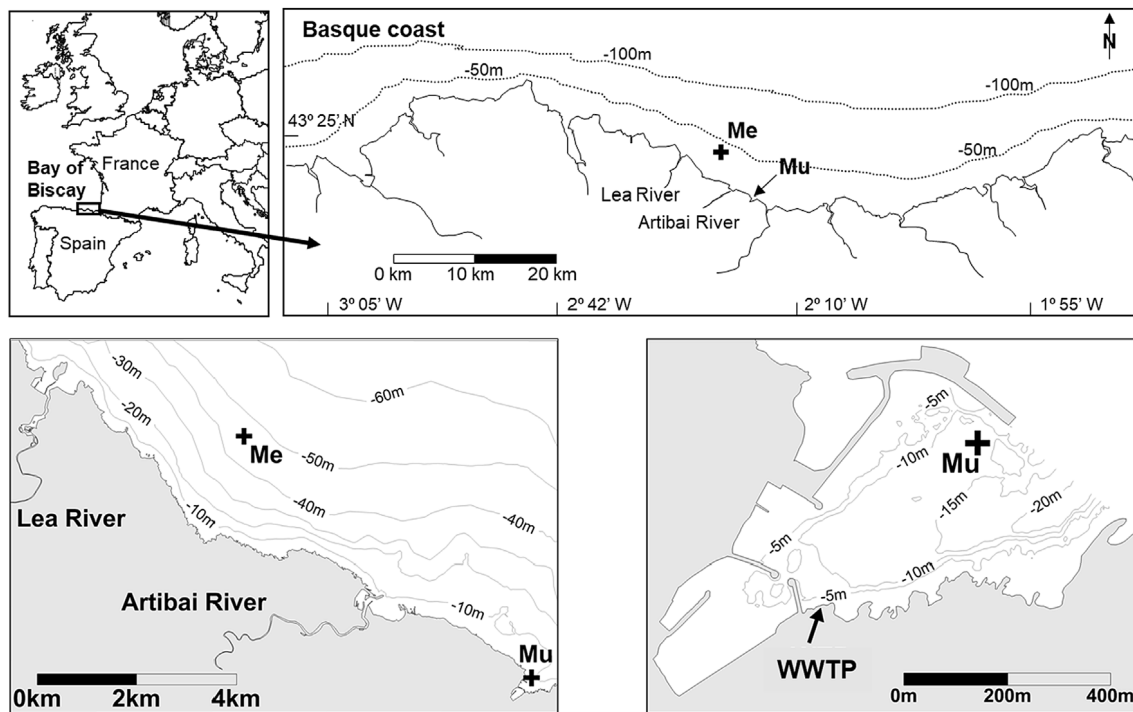 France
Bay of
Biscay
Spain
Basque coast
N
-100m
-50m
-100m
43º 25’ N
Me
-50m
Mu
Lea River
Artibai River
0 km 10 km 20 km
3º 05’ W 2º 42’ W 2º 10’ W 1º 55’ W
-30m
-60m
-20m
Me
-50m
-10m
-40m
-40m
Lea River
Artibai River
-10m
Mu
0km 2km 4km
-5m
-10m
Mu
-15m
-20m
-5m
-10m
-5m
WWTP
0m 200m 400m